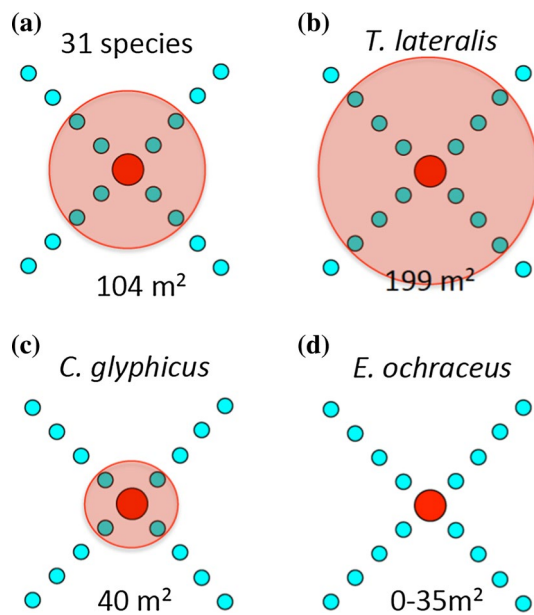 (a)
31 species
104 m²
(b)
T. lateralis
199 m²
(c)
C. glyphicus
40 m²
(d)
E. ochraceus
0-35m²